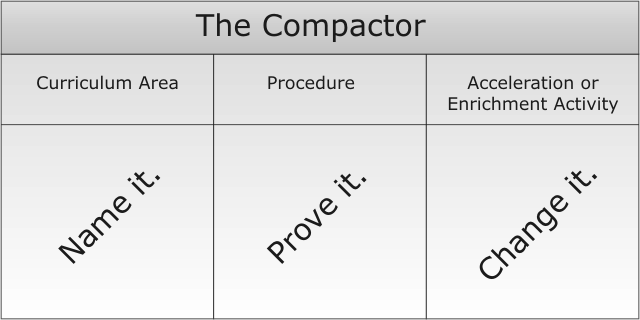 The Compactor
Curriculum Area
Procedure
Acceleration or
Enrichment Activity
Name it.
Prove it.
Change it.